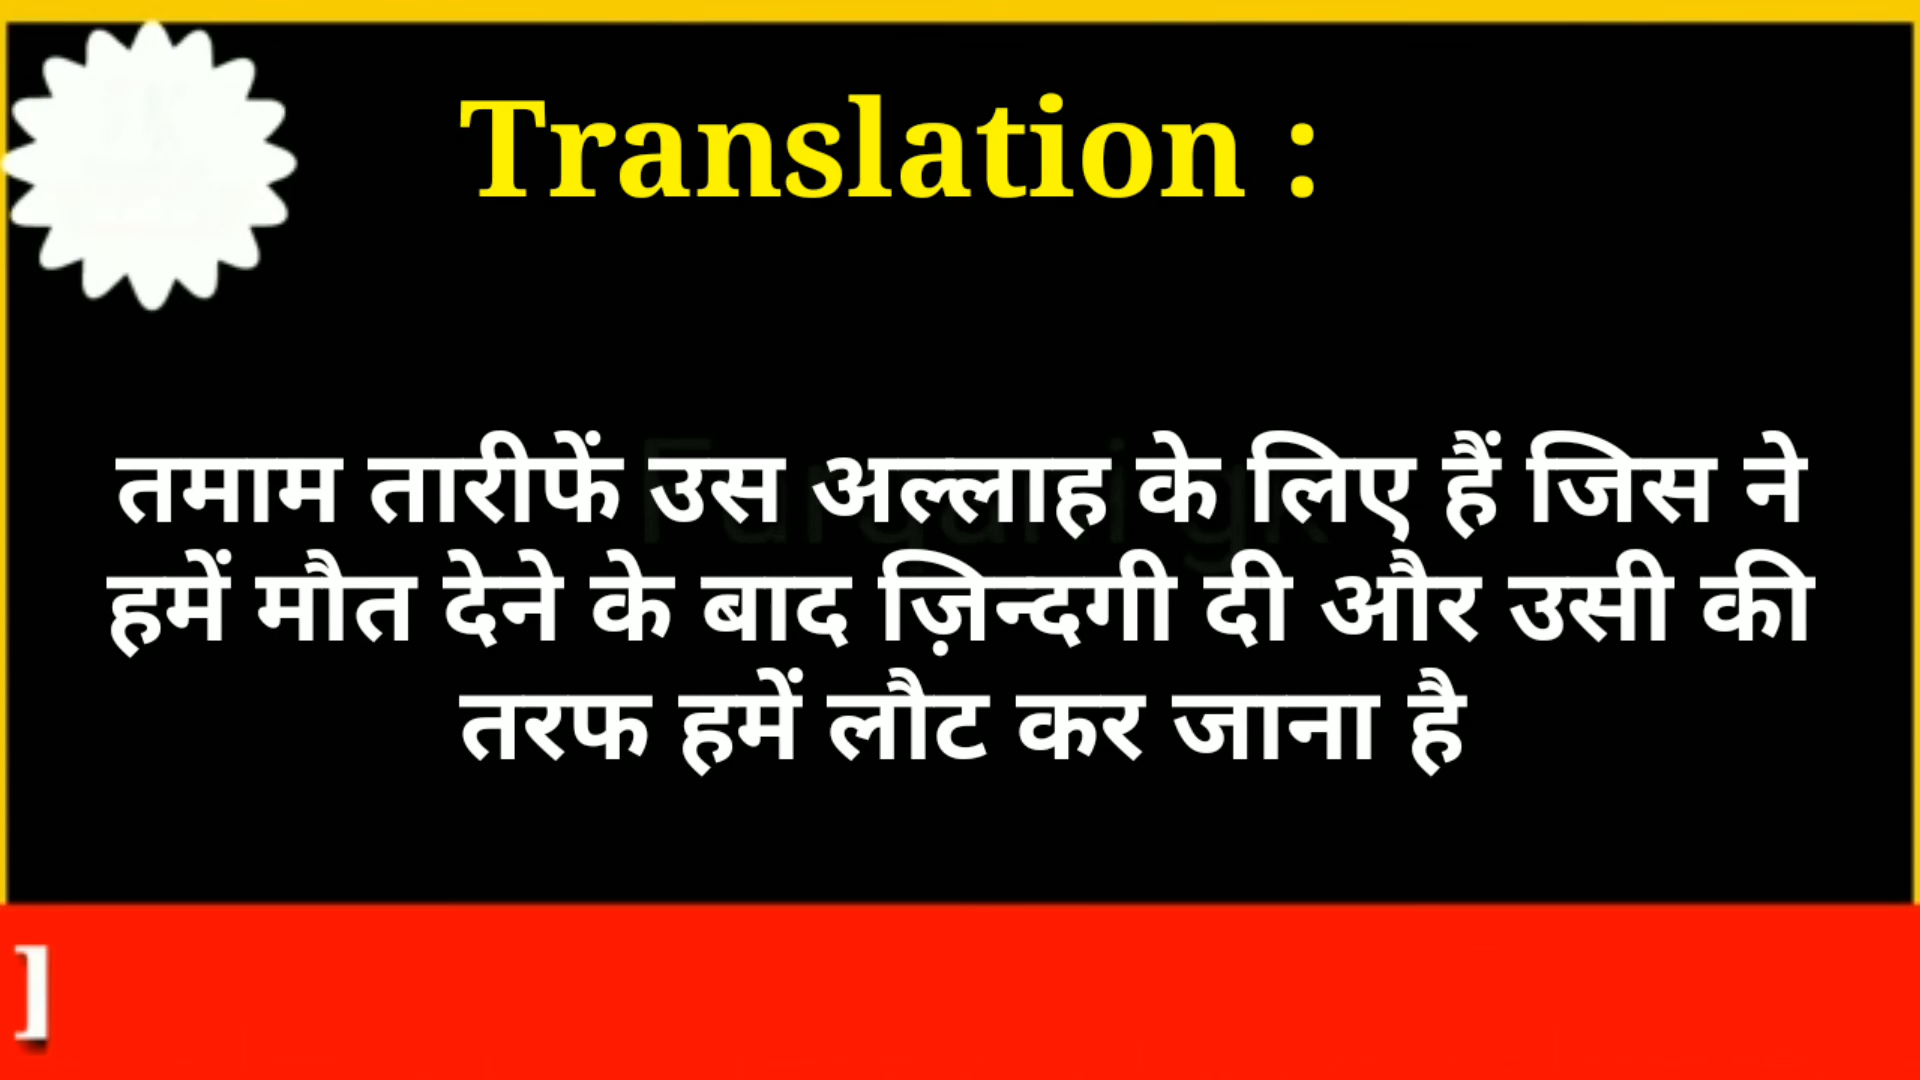 Translation :
तमाम तारीफें उस अल्लाह के लिए हैं जिस ने
हमें मौत देने के बाद ज़िन्दगी दी और उसी की
तरफ हमें लौट कर जाना है
]